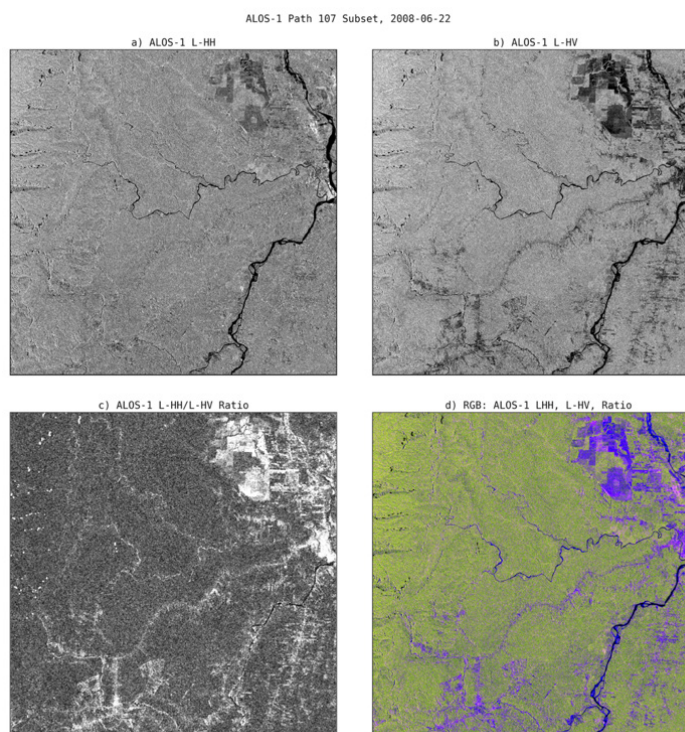 ALOS-1 Path 107 Subset, 2008-06-22
a) ALOS-1 L-HH
b) ALOS-1 L-HV
c) ALOS-1 L-HH/L-HV Ratio
d) RGB: ALOS-1 LHH, L-HV, Ratio